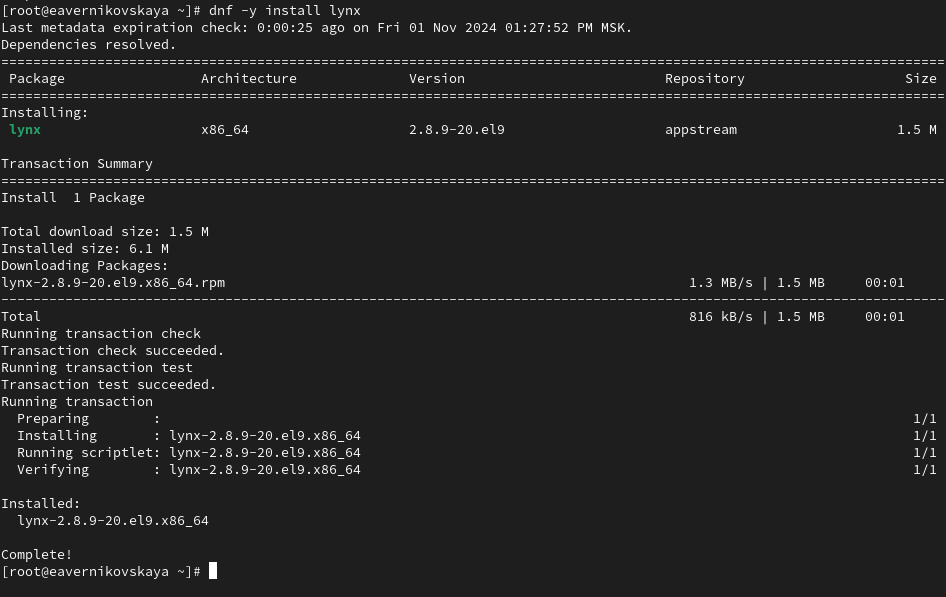 [root@eavernikovskaya ~]# dnf -y install lynx
Last metadata expiration check: 0:00:25 ago on Fri 01 Nov 2024 01:27:52 PM MSK.
Dependencies resolved.
================================================================================
Package Architecture Version Repository Size
================================================================================
Installing:
lynx x86_64 2.8.9-20.el9 appstream 1.5 M
Transaction Summary
================================================================================
Install  1 Package
Total download size: 1.5 M
Installed size: 6.1 M
Downloading Packages:
lynx-2.8.9-20.el9.x86_64.rpm 1.3 MB/s | 1.5 MB 00:01
--------------------------------------------------------------------------------
Total 816 kB/s | 1.5 MB 00:01
Running transaction check
Transaction check succeeded.
Running transaction test
Transaction test succeeded.
Running transaction
Preparing : 1/1
Installing : lynx-2.8.9-20.el9.x86_64 1/1
Running scriptlet: lynx-2.8.9-20.el9.x86_64 1/1
Verifying : lynx-2.8.9-20.el9.x86_64 1/1
Installed:
lynx-2.8.9-20.el9.x86_64
Complete!
[root@eavernikovskaya ~]#